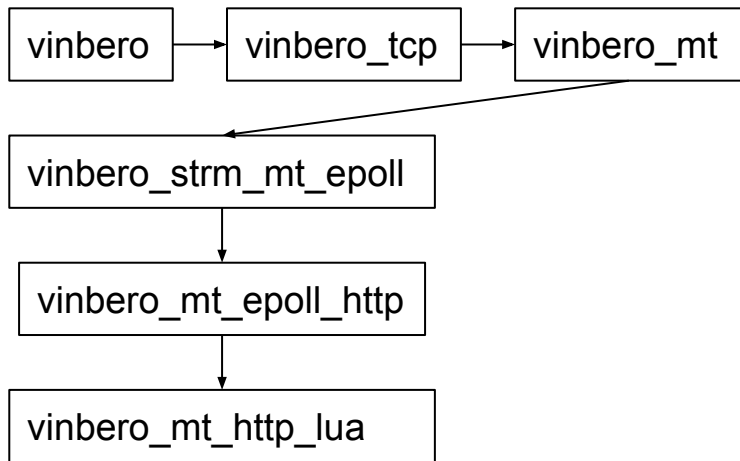 vinbero
vinbero_tcp
vinbero_mt
vinbero_strm_mt_epoll
vinbero_mt_epoll_http
vinbero_mt_http_lua